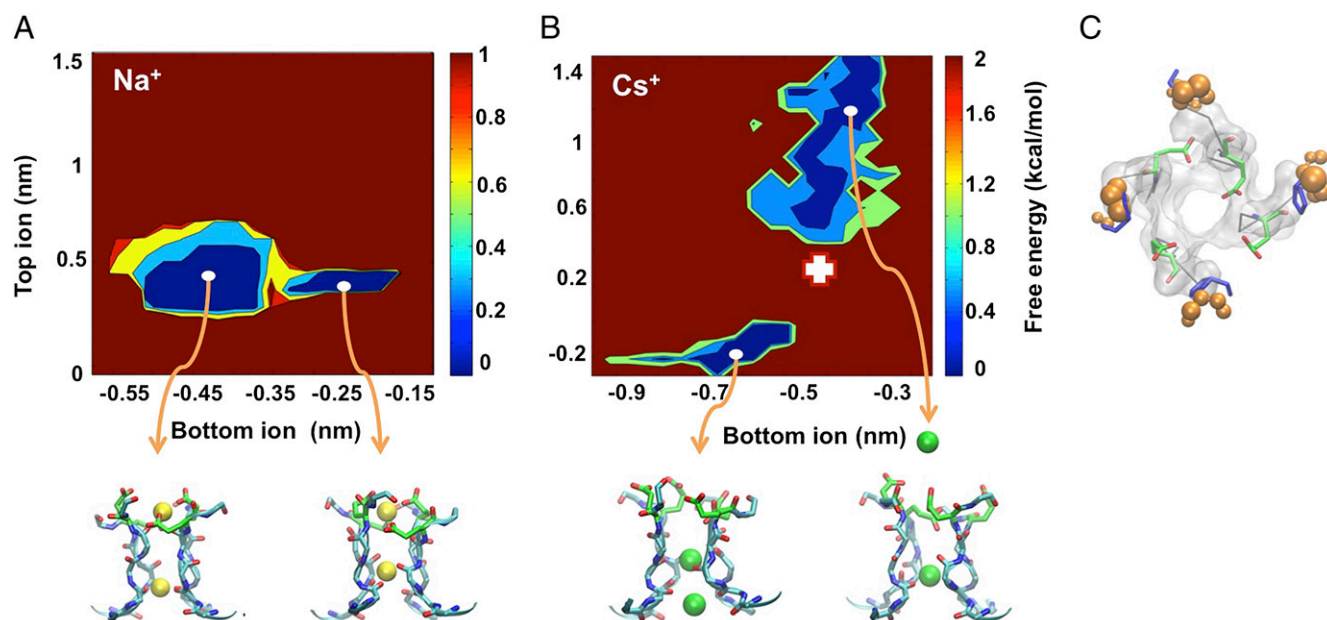 A
Na⁺
1.5
1
0.5
0
Top ion (nm)
-0.55 -0.45 -0.35 -0.25 -0.15
Bottom ion (nm)
1
0.8
0.6
0.4
0.2
0
B
Cs⁺
1.4
1
0.6
0.2
-0.2
-0.9 -0.7 -0.5 -0.3
Bottom ion (nm)
2
1.6
1.2
0.8
0.4
0
Free energy (kcal/mol)
C